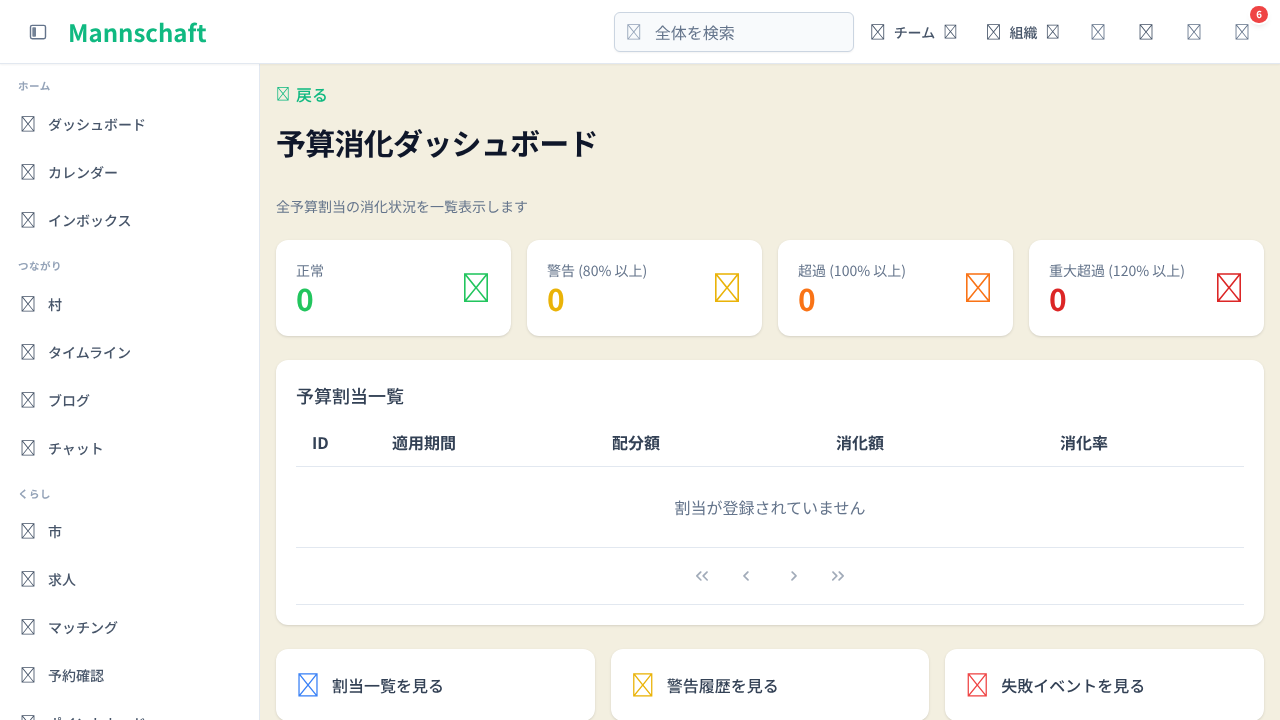 Mannschaft
全体を検索
チーム
組織
6
ホーム
ダッシュボード
カレンダー
インボックス
つながり
村
タイムライン
ブログ
チャット
くらし
市
求人
マッチング
予約確認
戻る
予算消化ダッシュボード
全予算割当の消化状況を一覧表示します
正常
0
警告 (80% 以上)
0
超過 (100% 以上)
0
重大超過 (120% 以上)
0
予算割当一覧
ID 適用期間 配分額 消化額 消化率
割当が登録されていません
割当一覧を見る
警告履歴を見る
失敗イベントを見る